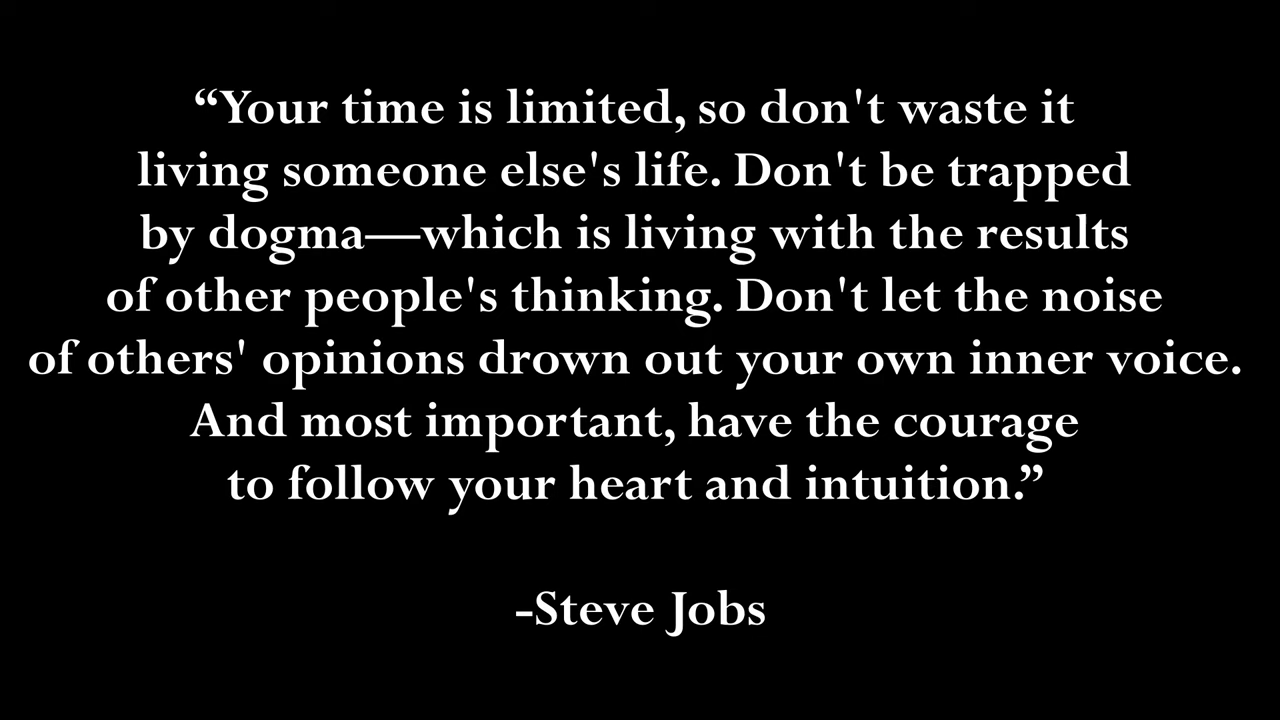 “Your time is limited, so don't waste it
living someone else's life. Don't be trapped
by dogma—which is living with the results
of other people's thinking. Don't let the noise
of others' opinions drown out your own inner voice.
And most important, have the courage
to follow your heart and intuition.”
-Steve Jobs